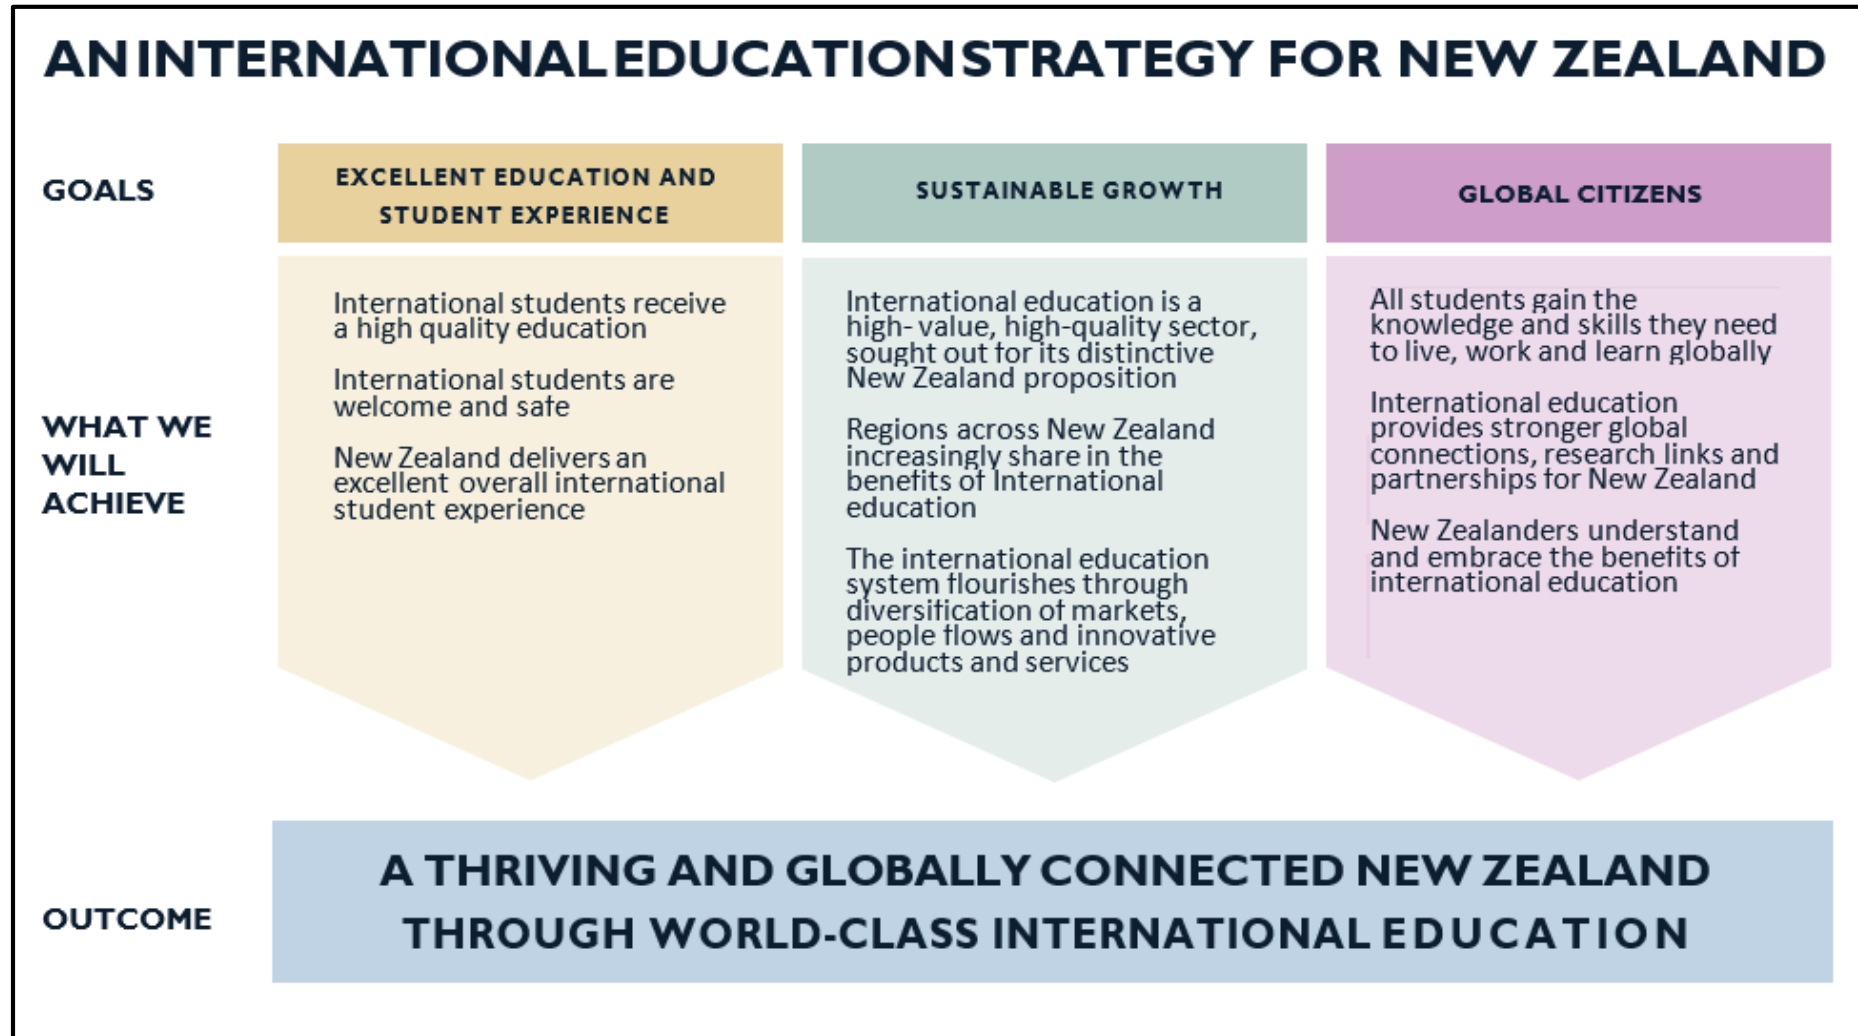 AN INTERNATIONAL EDUCATION STRATEGY FOR NEW ZEALAND
GOALS
EXCELLENT EDUCATION AND
STUDENT EXPERIENCE
SUSTAINABLE GROWTH
GLOBAL CITIZENS
WHAT WE
WILL
ACHIEVE
International students receive
a high quality education
International students are
welcome and safe
New Zealand delivers an
excellent overall international
student experience
International education is a
high- value, high-quality sector,
sought out for its distinctive
New Zealand proposition
Regions across New Zealand
increasingly share in the
benefits of International
education
The international education
system flourishes through
diversification of markets,
people flows and innovative
products and services
All students gain the
knowledge and skills they need
to live, work and learn globally
International education
provides stronger global
connections, research links and
partnerships for New Zealand
New Zealanders understand
and embrace the benefits of
international education
OUTCOME
A THRIVING AND GLOBALLY CONNECTED NEW ZEALAND
THROUGH WORLD-CLASS INTERNATIONAL EDUCATION